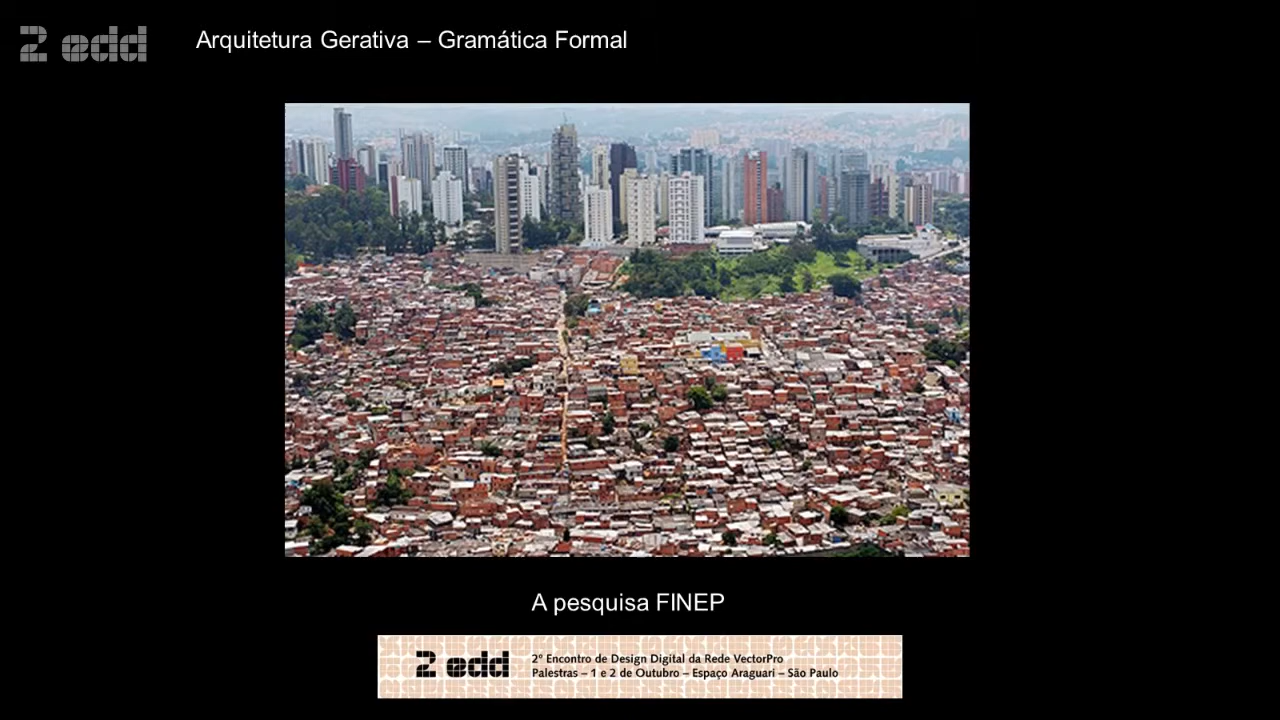 2 edd
Arquitetura Gerativa – Gramática Formal
A pesquisa FINEP
2 edd
2º Encontro de Design Digital da Rede VectorPro
Palestras – 1 e 2 de Outubro – Espaço Araguari – São Paulo